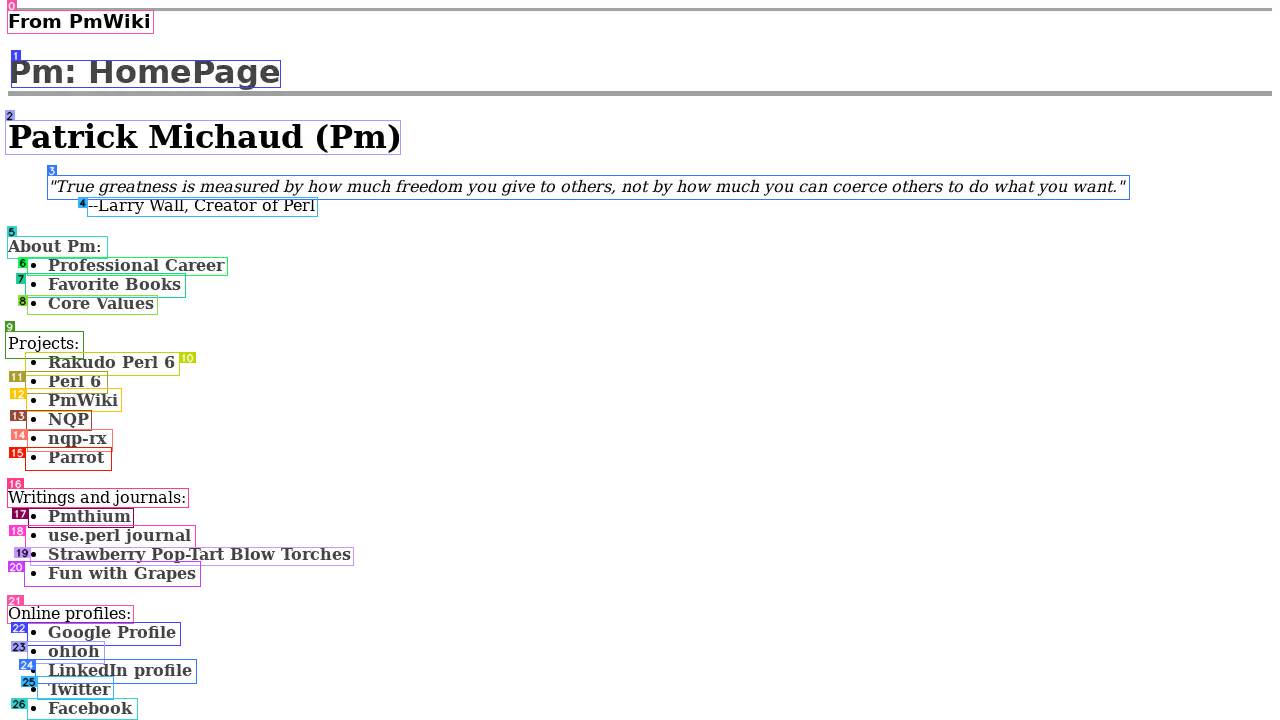 From PmWiki
Pm: HomePage
Patrick Michaud (Pm)
"True greatness is measured by how much freedom you give to others, not by how much you can coerce others to do what you want."
--Larry Wall, Creator of Perl
About Pm:
• Professional Career
• Favorite Books
• Core Values
Projects:
• Rakudo Perl 6
• Perl 6
• PmWiki
• NQP
• nqp-rx
• Parrot
Writings and journals:
• Pmthium
• use.perl journal
• Strawberry Pop-Tart Blow Torches
• Fun with Grapes
Online profiles:
• Google Profile
• ohloh
• LinkedIn profile
• Twitter
• Facebook